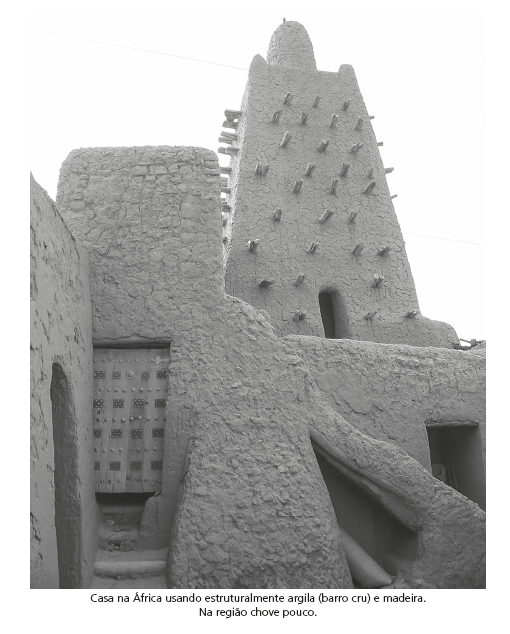 Casa na África usando estruturalmente argila (barro cru) e madeira.
Na região chove pouco.